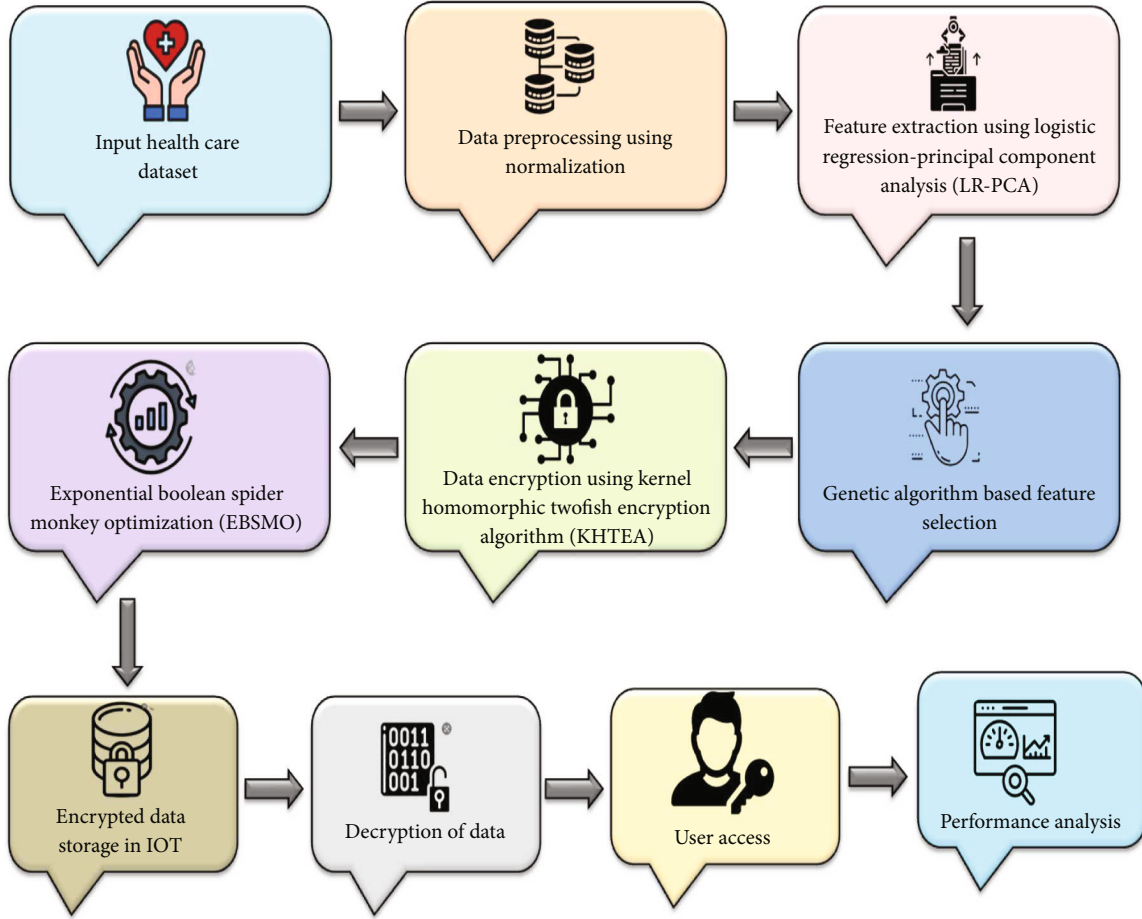 Input health care
dataset
Data preprocessing using
normalization
Feature extraction using logistic
regression-principal component
analysis (LR-PCA)
Genetic algorithm based feature
selection
Data encryption using kernel
homomorphic twofish encryption
algorithm (KHTEA)
Exponential boolean spider
monkey optimization (EBSMO)
Encrypted data
storage in IOT
0011
0110
001
Decryption of data
User access
Performance analysis